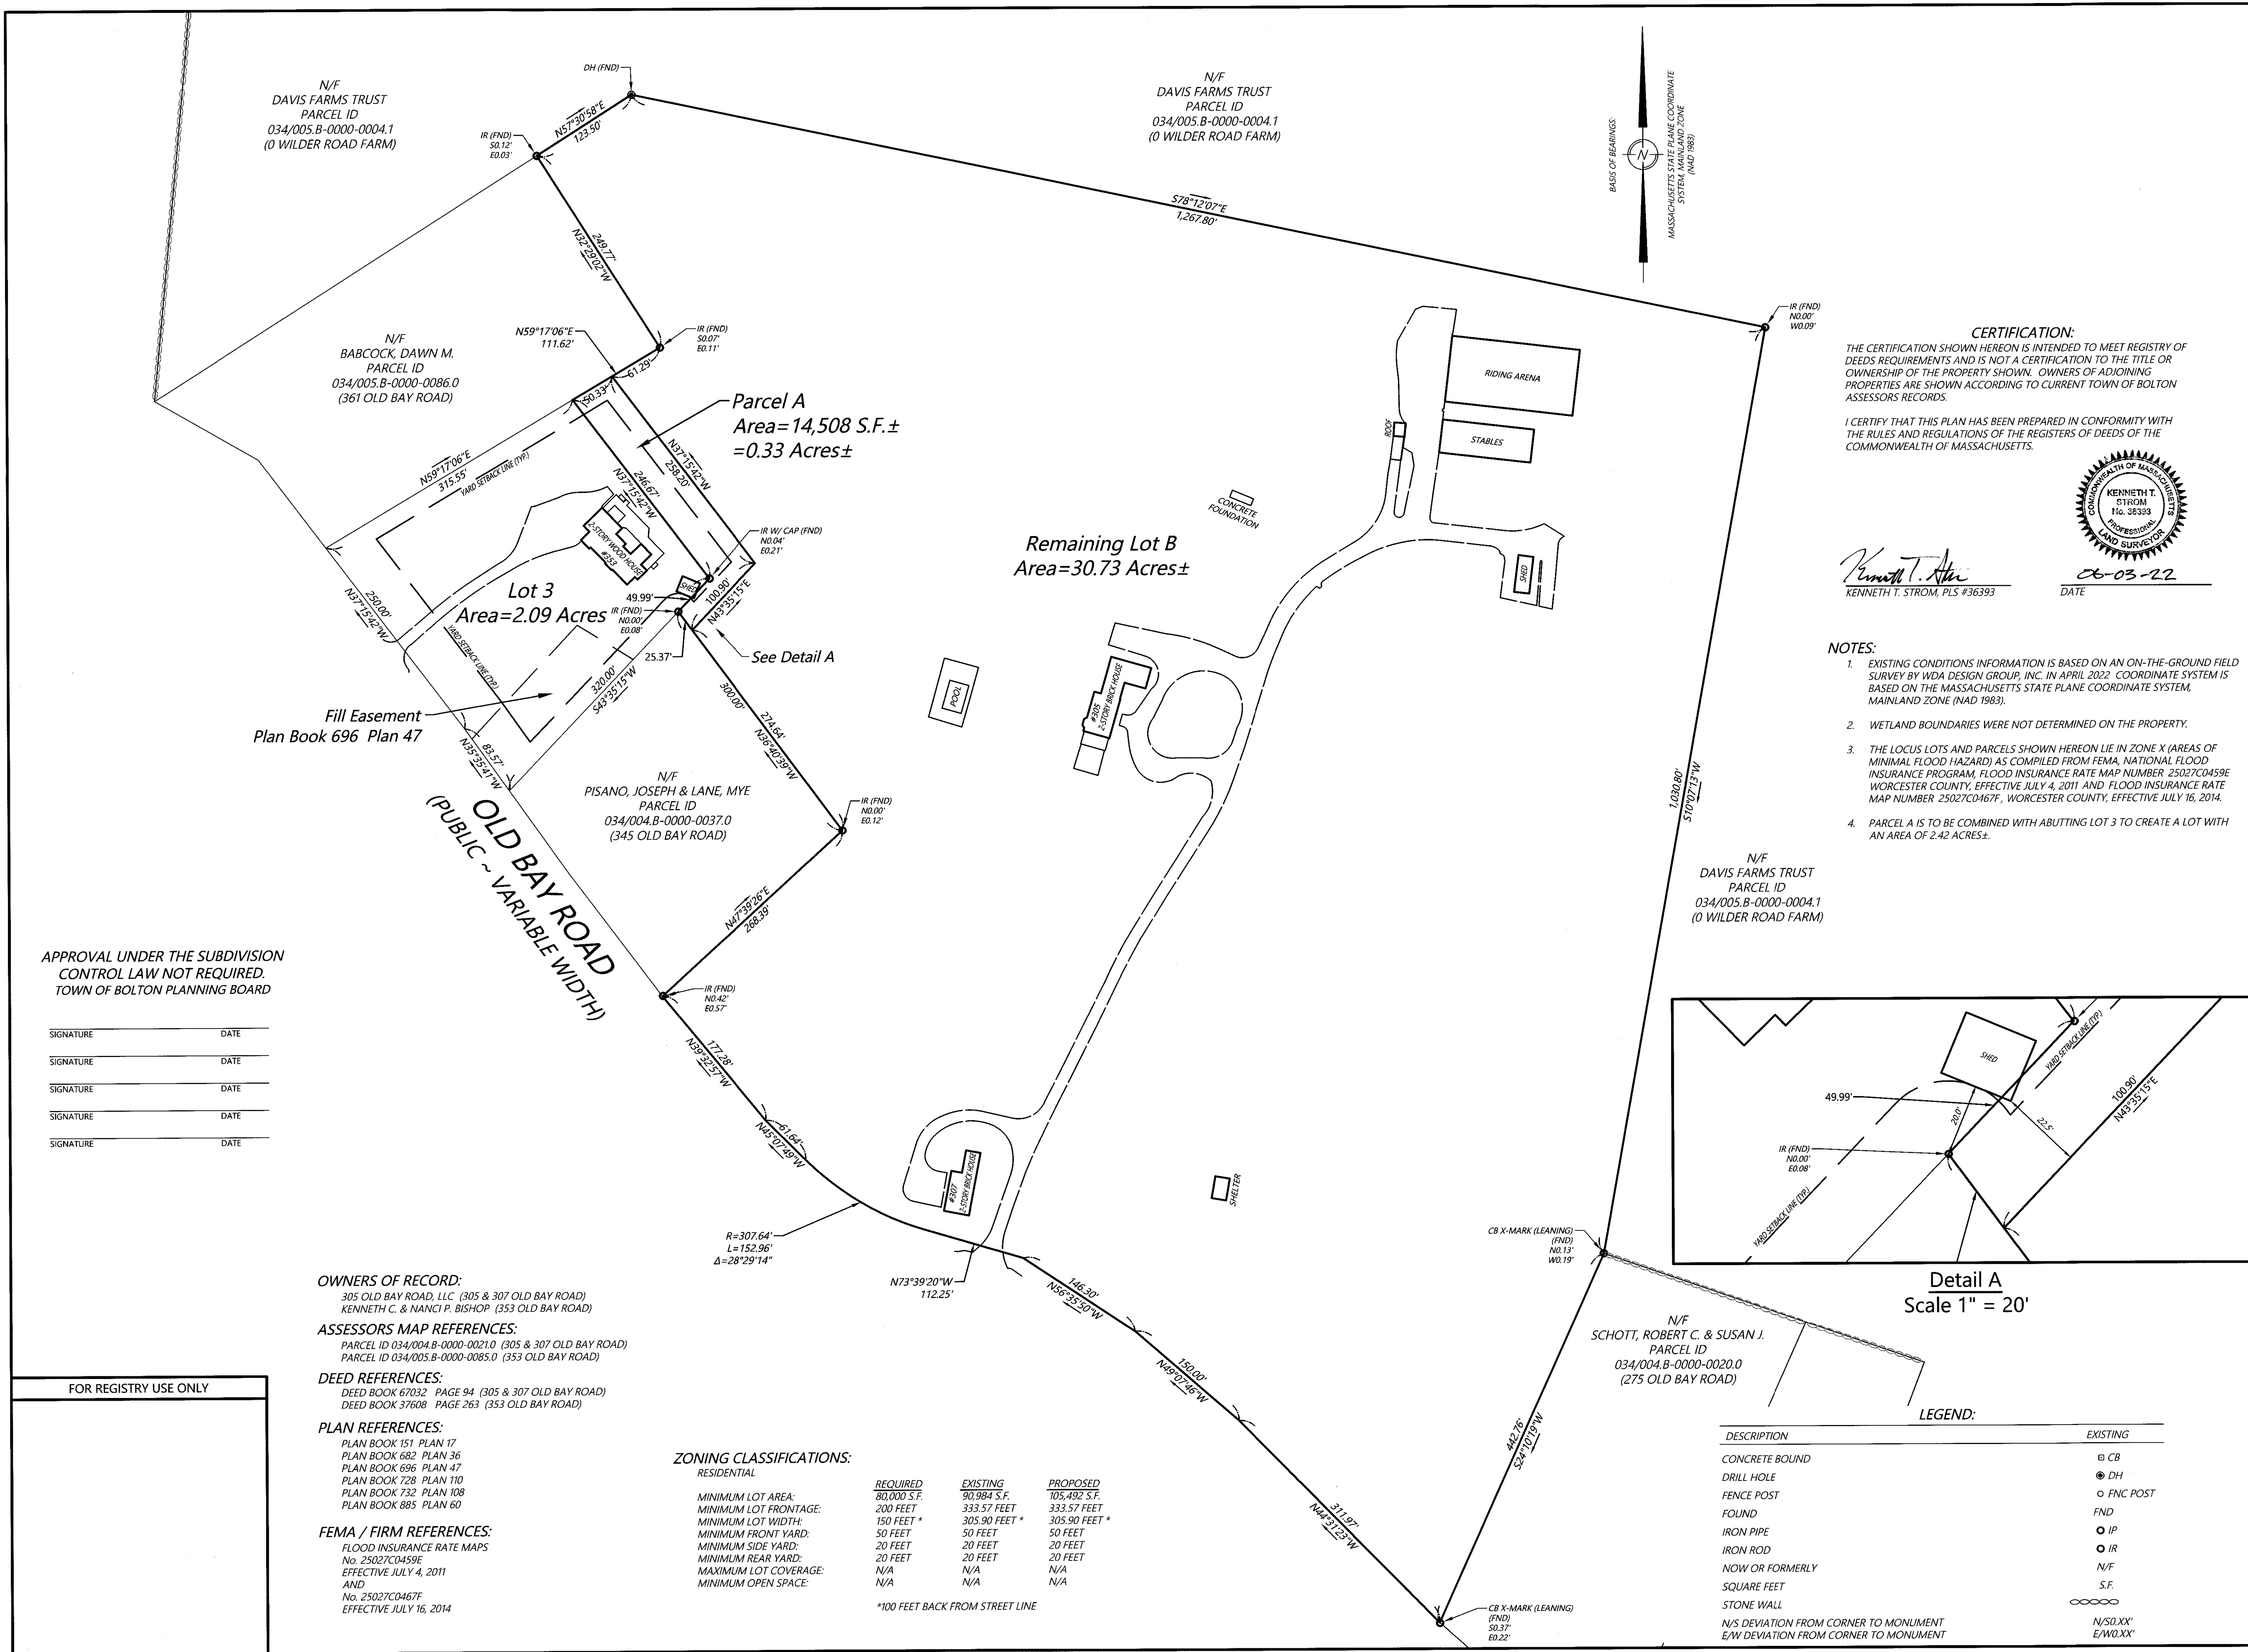 N/F
DAVIS FARMS TRUST
PARCEL ID
034/005.B-0000-0004.1
(0 WILDER ROAD FARM)
DH (FND)
N57°30'58"E
123.50'
IR (FND)
S0.12'
E0.03'
N/F
DAVIS FARMS TRUST
PARCEL ID
034/005.B-0000-0004.1
(0 WILDER ROAD FARM)
S78°12'07"E
1,267.80'
BASIS OF BEARINGS:
N
MASSACHUSETTS STATE PLANE COORDINATE
SYSTEM, MAINLAND ZONE
(NAD 1983)
249.77'
N32°29'02"W
IR (FND)
N0.00'
W0.09'
N/F
BABCOCK, DAWN M.
PARCEL ID
034/005.B-0000-0086.0
(361 OLD BAY ROAD)
N59°17'06"E
111.62'
IR (FND)
S0.07'
E0.11'
61.29'
50.33'
Parcel A
Area=14,508 S.F.±
=0.33 Acres±
N59°17'06"E
315.55'
YARD SETBACK LINE (TYP.)
N37°15'42"W
258.20'
246.67'
N37°15'42"W
2-STORY WOOD HOUSE
#353
IR W/ CAP (FND)
N0.04'
E0.21'
SHED
Lot 3
Area=2.09 Acres
49.99'
IR (FND)
N0.00'
E0.08'
100.90'
N43°35'15"E
25.37'
See Detail A
250.00'
N37°15'42"W
YARD SETBACK LINE (TYP.)
320.00'
S43°35'15"W
Fill Easement
Plan Book 696 Plan 47
83.57'
N35°35'41"W
300.00'
274.64'
N36°40'39"W
N/F
PISANO, JOSEPH & LANE, MYE
PARCEL ID
034/004.B-0000-0037.0
(345 OLD BAY ROAD)
IR (FND)
N0.00'
E0.12'
OLD BAY ROAD
(PUBLIC ~ VARIABLE WIDTH)
N47°39'26"E
268.39'
IR (FND)
N0.42'
E0.57'
177.28'
N39°32'57"W
61.64'
N45°07'49"W
R=307.64'
L=152.96'
Δ=28°29'14"
N73°39'20"W
112.25'
Remaining Lot B
Area=30.73 Acres±
RIDING ARENA
STABLES
ROOF
CONCRETE
FOUNDATION
SHED
POOL
#305
2-STORY BRICK HOUSE
#307
2-STORY BRICK HOUSE
SHELTER
1,030.80'
S10°07'13"W
146.30'
N56°35'50"W
150.00'
N49°07'46"W
311.97'
N44°31'23"W
442.76'
S24°10'19"W
CB X-MARK (LEANING)
(FND)
N0.13'
W0.19'
CB X-MARK (LEANING)
(FND)
S0.37'
E0.22'
N/F
DAVIS FARMS TRUST
PARCEL ID
034/005.B-0000-0004.1
(0 WILDER ROAD FARM)
N/F
SCHOTT, ROBERT C. & SUSAN J.
PARCEL ID
034/004.B-0000-0020.0
(275 OLD BAY ROAD)
CERTIFICATION:
THE CERTIFICATION SHOWN HEREON IS INTENDED TO MEET REGISTRY OF
DEEDS REQUIREMENTS AND IS NOT A CERTIFICATION TO THE TITLE OR
OWNERSHIP OF THE PROPERTY SHOWN. OWNERS OF ADJOINING
PROPERTIES ARE SHOWN ACCORDING TO CURRENT TOWN OF BOLTON
ASSESSORS RECORDS.
I CERTIFY THAT THIS PLAN HAS BEEN PREPARED IN CONFORMITY WITH
THE RULES AND REGULATIONS OF THE REGISTERS OF DEEDS OF THE
COMMONWEALTH OF MASSACHUSETTS.
COMMONWEALTH OF MASSACHUSETTS
KENNETH T.
STROM
No. 36393
PROFESSIONAL
LAND SURVEYOR
Kenneth T. Strom
06-03-22
KENNETH T. STROM, PLS #36393
DATE
NOTES:
1. EXISTING CONDITIONS INFORMATION IS BASED ON AN ON-THE-GROUND FIELD
SURVEY BY WDA DESIGN GROUP, INC. IN APRIL 2022 COORDINATE SYSTEM IS
BASED ON THE MASSACHUSETTS STATE PLANE COORDINATE SYSTEM,
MAINLAND ZONE (NAD 1983).
2. WETLAND BOUNDARIES WERE NOT DETERMINED ON THE PROPERTY.
3. THE LOCUS LOTS AND PARCELS SHOWN HEREON LIE IN ZONE X (AREAS OF
MINIMAL FLOOD HAZARD) AS COMPILED FROM FEMA, NATIONAL FLOOD
INSURANCE PROGRAM, FLOOD INSURANCE RATE MAP NUMBER 25027C0459E
WORCESTER COUNTY, EFFECTIVE JULY 4, 2011 AND FLOOD INSURANCE RATE
MAP NUMBER 25027C0467F, WORCESTER COUNTY, EFFECTIVE JULY 16, 2014.
4. PARCEL A IS TO BE COMBINED WITH ABUTTING LOT 3 TO CREATE A LOT WITH
AN AREA OF 2.42 ACRES±.
SHED
YARD SETBACK LINE (TYP.)
49.99'
20.0'
22.5'
100.90'
N43°35'15"E
IR (FND)
N0.00'
E0.08'
YARD SETBACK LINE (TYP.)
Detail A
Scale 1" = 20'
APPROVAL UNDER THE SUBDIVISION
CONTROL LAW NOT REQUIRED.
TOWN OF BOLTON PLANNING BOARD
SIGNATURE DATE
SIGNATURE DATE
SIGNATURE DATE
SIGNATURE DATE
SIGNATURE DATE
FOR REGISTRY USE ONLY
OWNERS OF RECORD:
305 OLD BAY ROAD, LLC (305 & 307 OLD BAY ROAD)
KENNETH C. & NANCI P. BISHOP (353 OLD BAY ROAD)
ASSESSORS MAP REFERENCES:
PARCEL ID 034/004.B-0000-0021.0 (305 & 307 OLD BAY ROAD)
PARCEL ID 034/005.B-0000-0085.0 (353 OLD BAY ROAD)
DEED REFERENCES:
DEED BOOK 67032 PAGE 94 (305 & 307 OLD BAY ROAD)
DEED BOOK 37608 PAGE 263 (353 OLD BAY ROAD)
PLAN REFERENCES:
PLAN BOOK 151 PLAN 17
PLAN BOOK 682 PLAN 36
PLAN BOOK 696 PLAN 47
PLAN BOOK 728 PLAN 110
PLAN BOOK 732 PLAN 108
PLAN BOOK 885 PLAN 60
FEMA / FIRM REFERENCES:
FLOOD INSURANCE RATE MAPS
No. 25027C0459E
EFFECTIVE JULY 4, 2011
AND
No. 25027C0467F
EFFECTIVE JULY 16, 2014
ZONING CLASSIFICATIONS:
RESIDENTIAL
REQUIRED EXISTING PROPOSED
MINIMUM LOT AREA: 80,000 S.F. 90,984 S.F. 105,492 S.F.
MINIMUM LOT FRONTAGE: 200 FEET 333.57 FEET 333.57 FEET
MINIMUM LOT WIDTH: 150 FEET * 305.90 FEET * 305.90 FEET *
MINIMUM FRONT YARD: 50 FEET 50 FEET 50 FEET
MINIMUM SIDE YARD: 20 FEET 20 FEET 20 FEET
MINIMUM REAR YARD: 20 FEET 20 FEET 20 FEET
MAXIMUM LOT COVERAGE: N/A N/A N/A
MINIMUM OPEN SPACE: N/A N/A N/A
*100 FEET BACK FROM STREET LINE
LEGEND:
DESCRIPTION EXISTING
CONCRETE BOUND CB
DRILL HOLE DH
FENCE POST FNC POST
FOUND FND
IRON PIPE IP
IRON ROD IR
NOW OR FORMERLY N/F
SQUARE FEET S.F.
STONE WALL
N/S DEVIATION FROM CORNER TO MONUMENT N/S0.XX'
E/W DEVIATION FROM CORNER TO MONUMENT E/W0.XX'